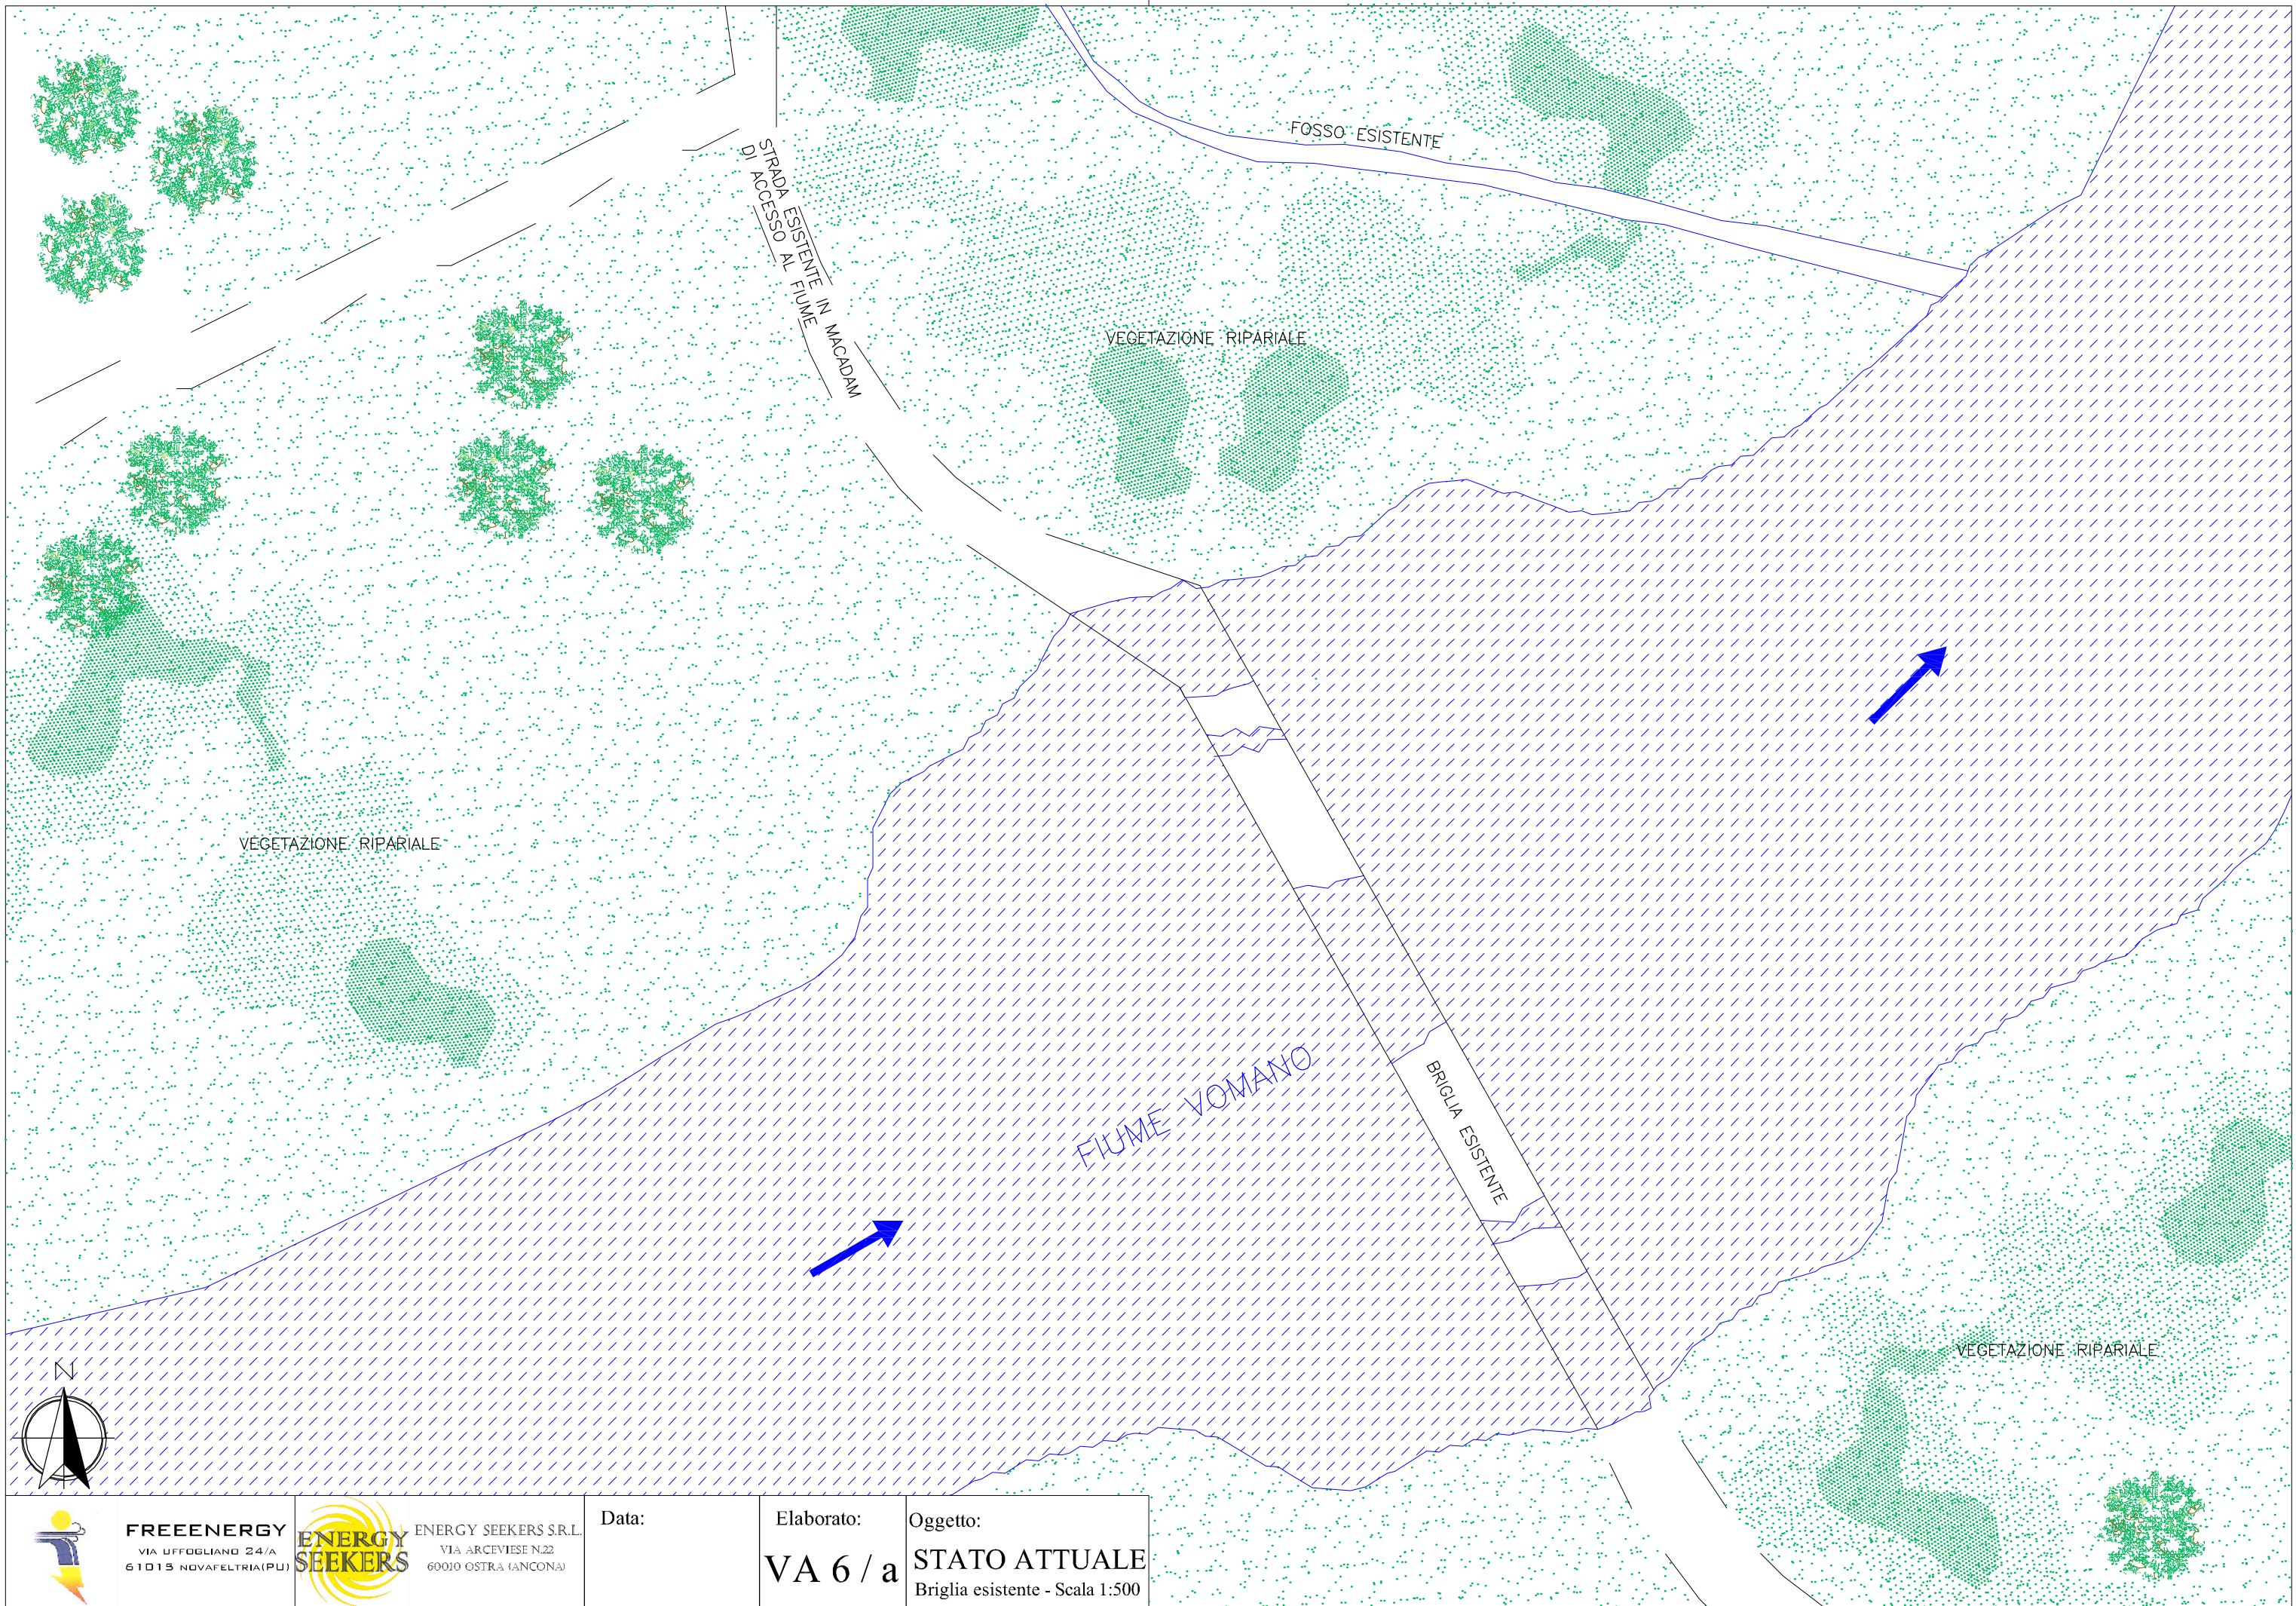 FOSSO ESISTENTE
STRADA ESISTENTE IN MACADAM
DI ACCESSO AL FIUME
VEGETAZIONE RIPARIALE
VEGETAZIONE RIPARIALE
FIUME VOMANO
BRIGLIA ESISTENTE
VEGETAZIONE RIPARIALE
N
FREEENERGY
VIA UFFOGLIANO 24/A
61015 NOVAFELTRIA(PU)
ENERGY
SEEKERS
ENERGY SEEKERS S.R.L.
VIA ARCEVIESE N.22
60010 OSTRA (ANCONA)
Data:
Elaborato:
VA 6 / a
Oggetto:
STATO ATTUALE
Briglia esistente - Scala 1:500